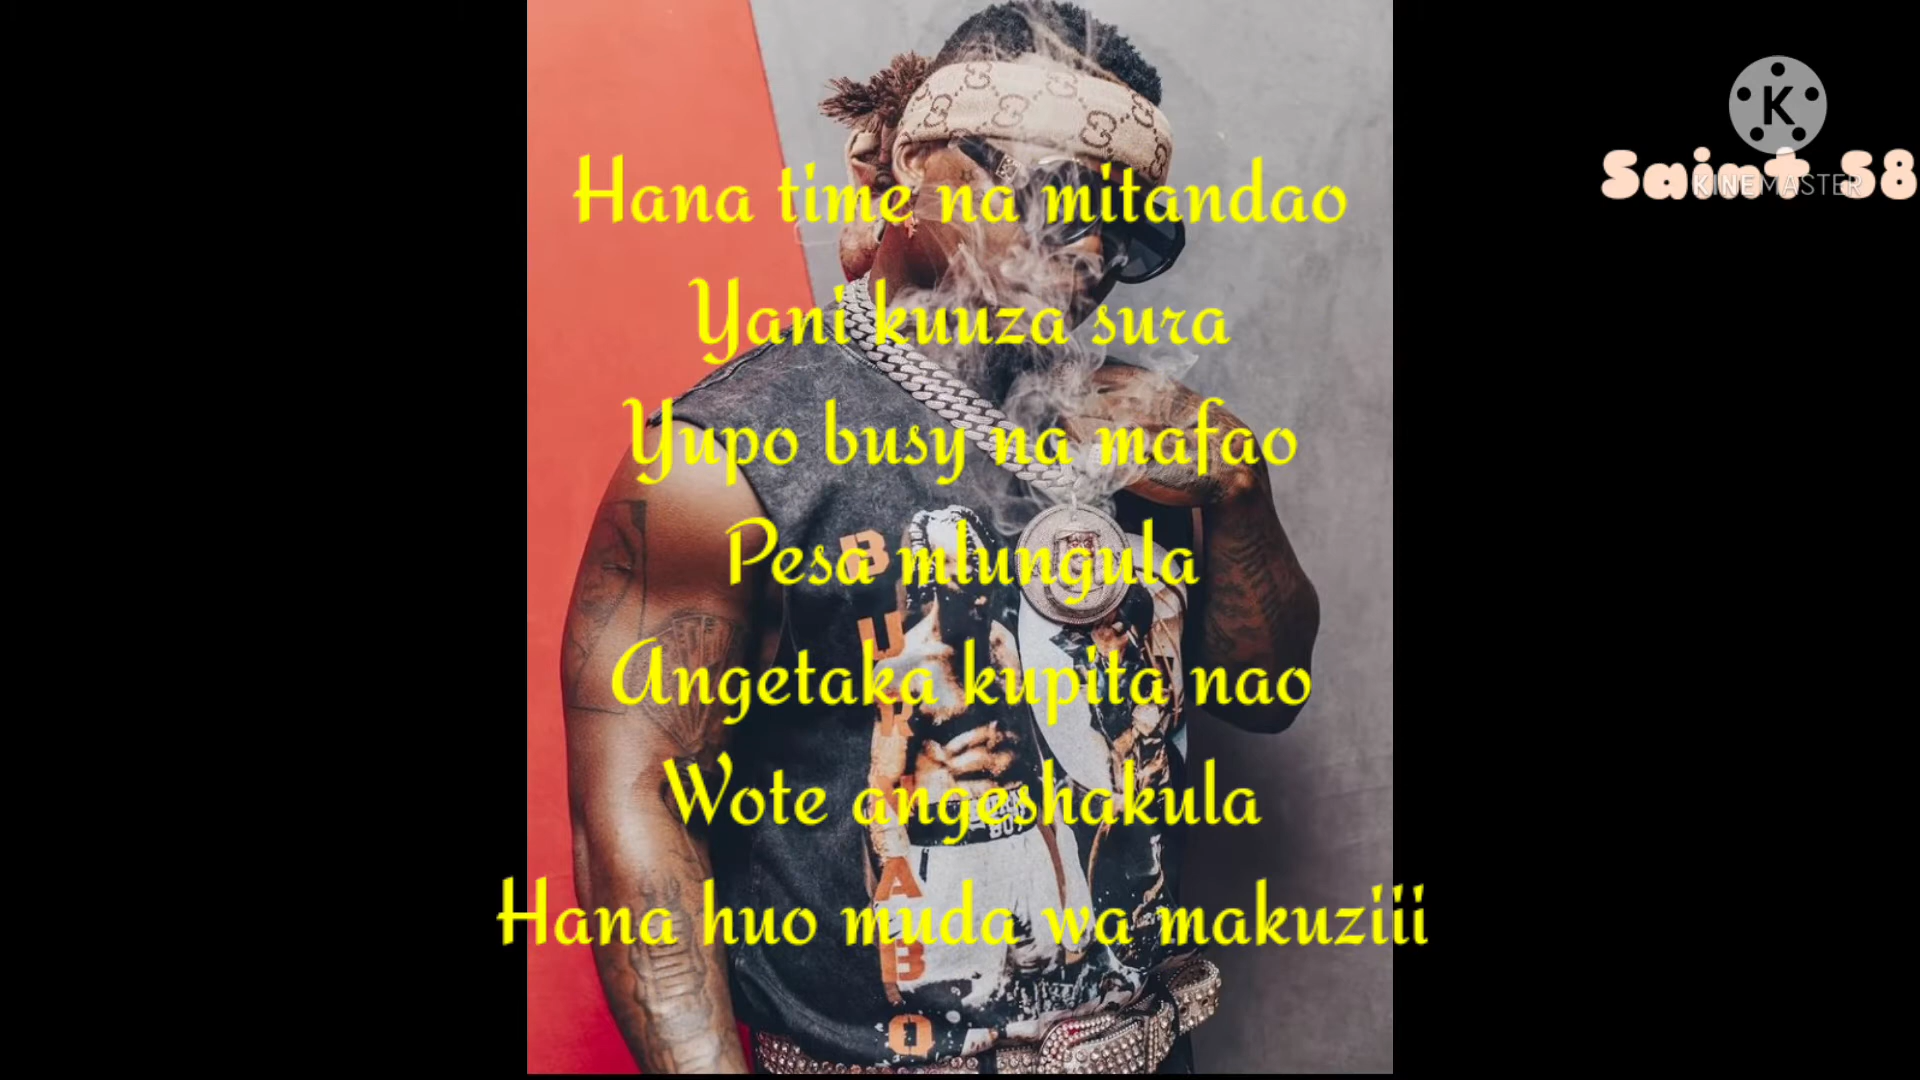 Hana time na mitandao
Yani kuuza sura
Yupo busy na mafao
Pesa mlungula
Angetaka kupita nao
Wote angeshakula
Hana huo muda wa makuziii
K
Saint 58
KINEMASTER